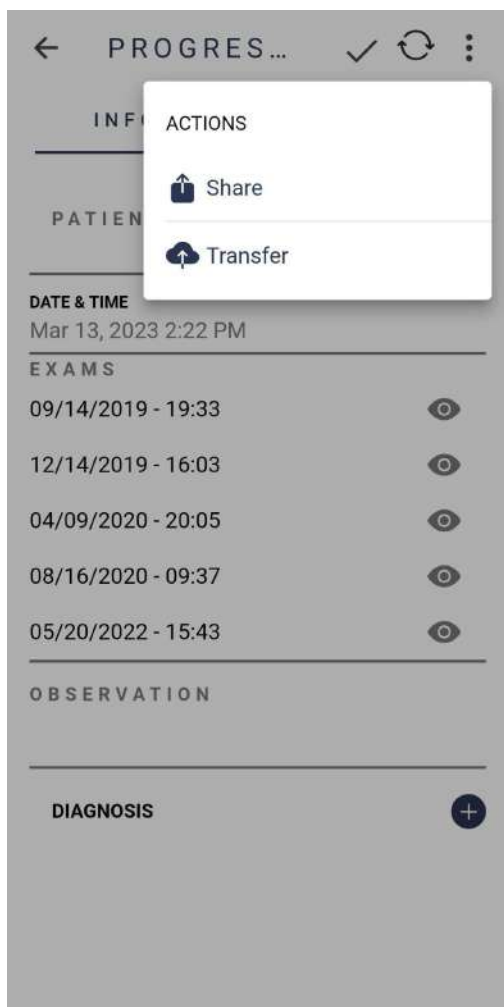 PROGRES...
INF
ACTIONS
Share
PATIEN
Transfer
DATE & TIME
Mar 13, 2023 2:22 PM
EXAMS
09/14/2019 - 19:33
12/14/2019 - 16:03
04/09/2020 - 20:05
08/16/2020 - 09:37
05/20/2022 - 15:43
OBSERVATION
DIAGNOSIS